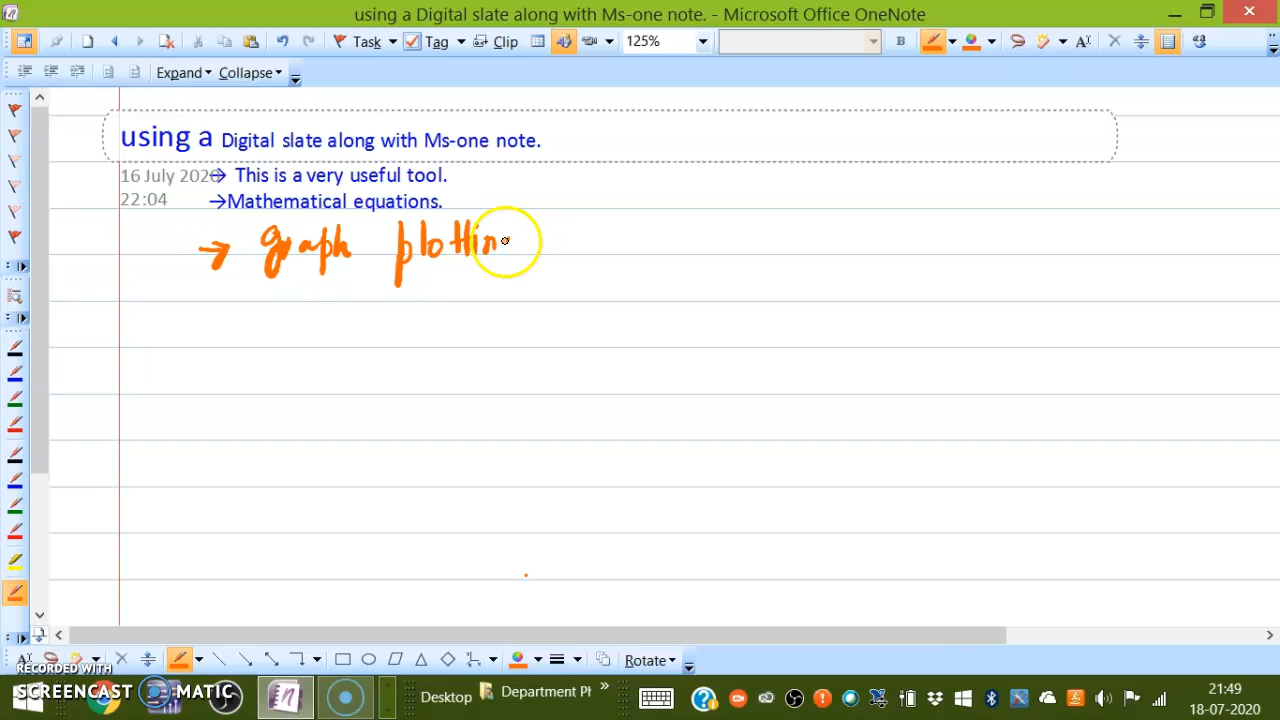 using a Digital slate along with Ms-one note. - Microsoft Office OneNote
Task Tag Clip 125% B
Expand Collapse
using a Digital slate along with Ms-one note.
16 July 2020 → This is a very useful tool.
22:04 →Mathematical equations.
→ graph plottin
Rotate
RECORDED WITH
SCREENCAST MATIC
Desktop Department Ph » 21:49
18-07-2020